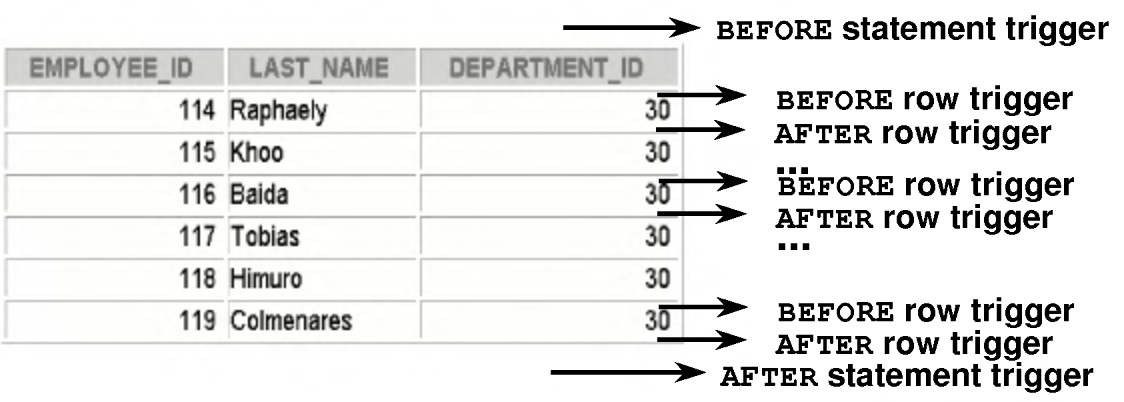 BEFORE statement trigger
EMPLOYEE_ID LAST_NAME DEPARTMENT_ID
114 Raphaely 30 BEFORE row trigger
AFTER row trigger
115 Khoo 30
...
116 Baida 30 BEFORE row trigger
AFTER row trigger
117 Tobias 30 ...
118 Himuro 30
BEFORE row trigger
119 Colmenares 30
AFTER row trigger
AFTER statement trigger